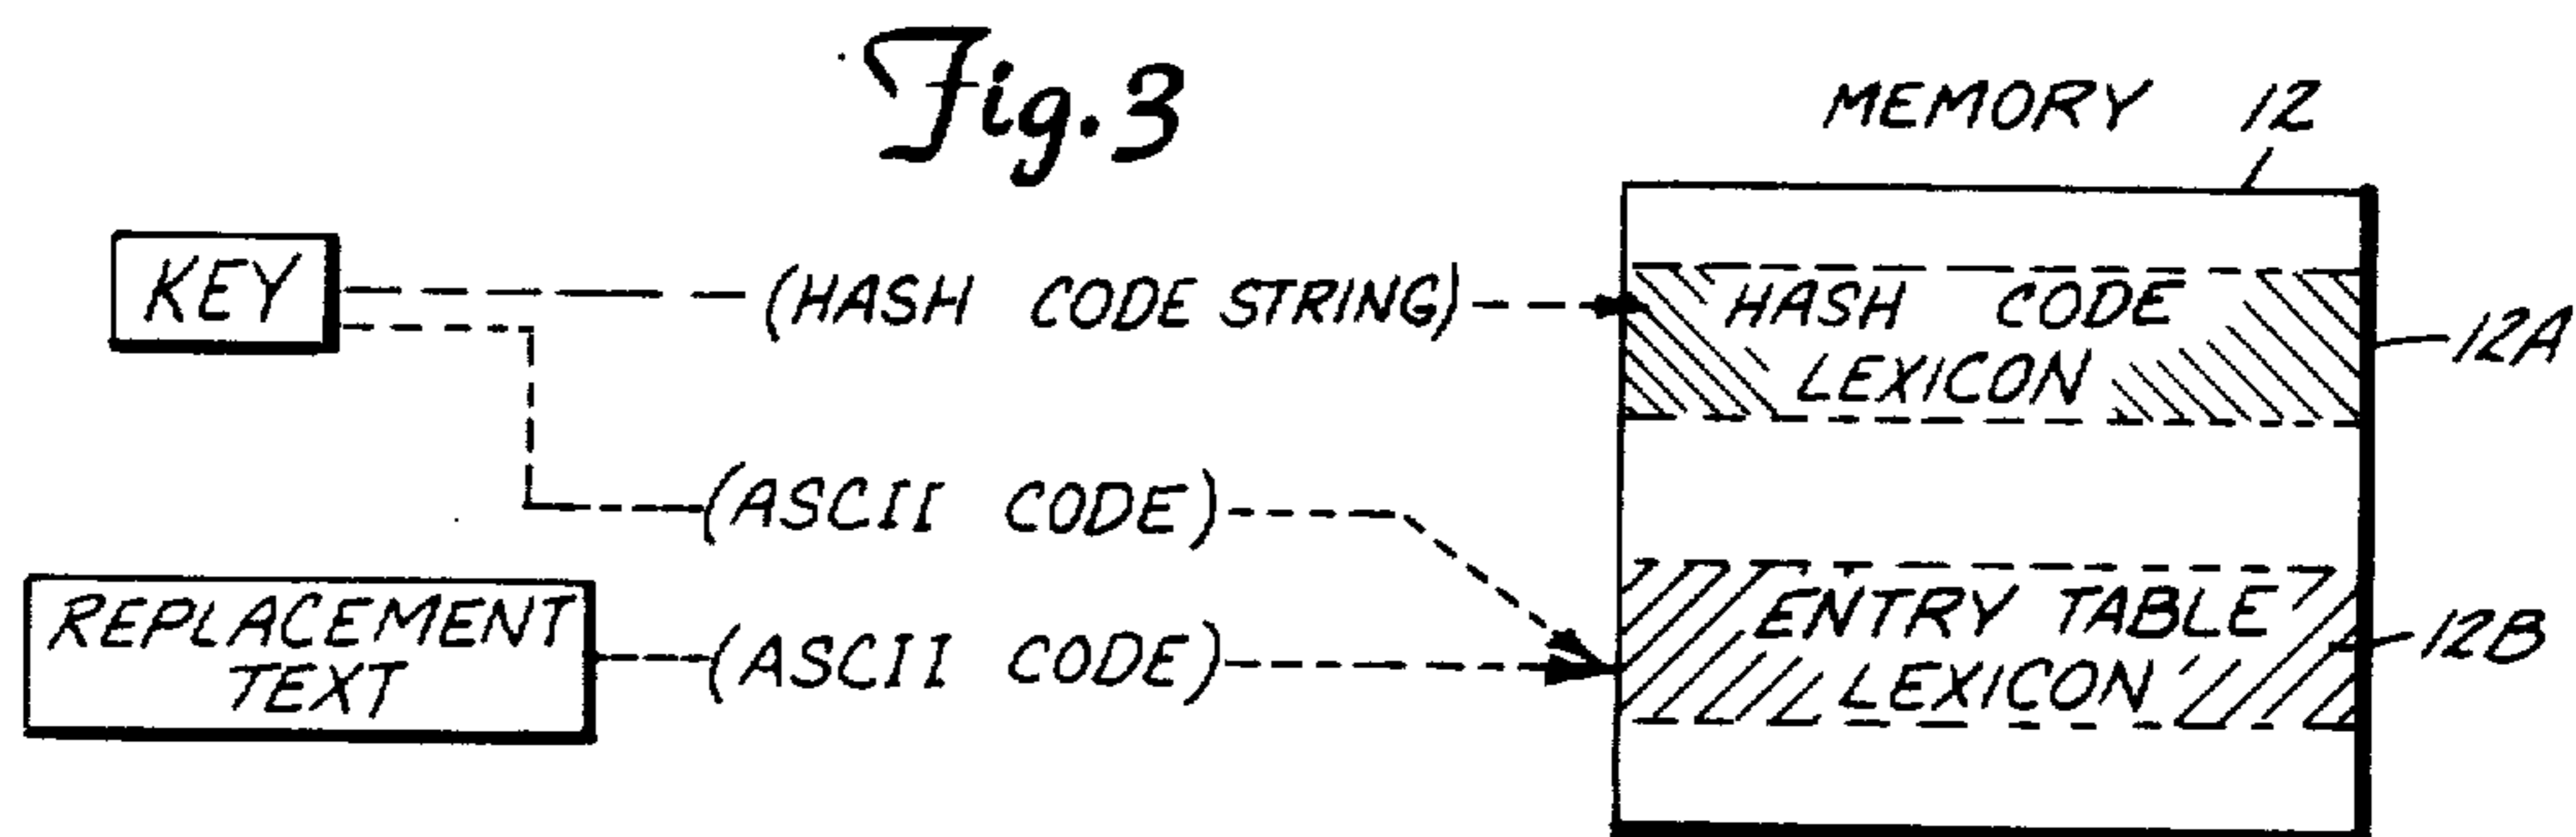 Fig. 3
MEMORY 12
KEY
(HASH CODE STRING)
HASH CODE
LEXICON
12A
(ASCII CODE)
REPLACEMENT
TEXT
(ASCII CODE)
ENTRY TABLE
LEXICON
12B